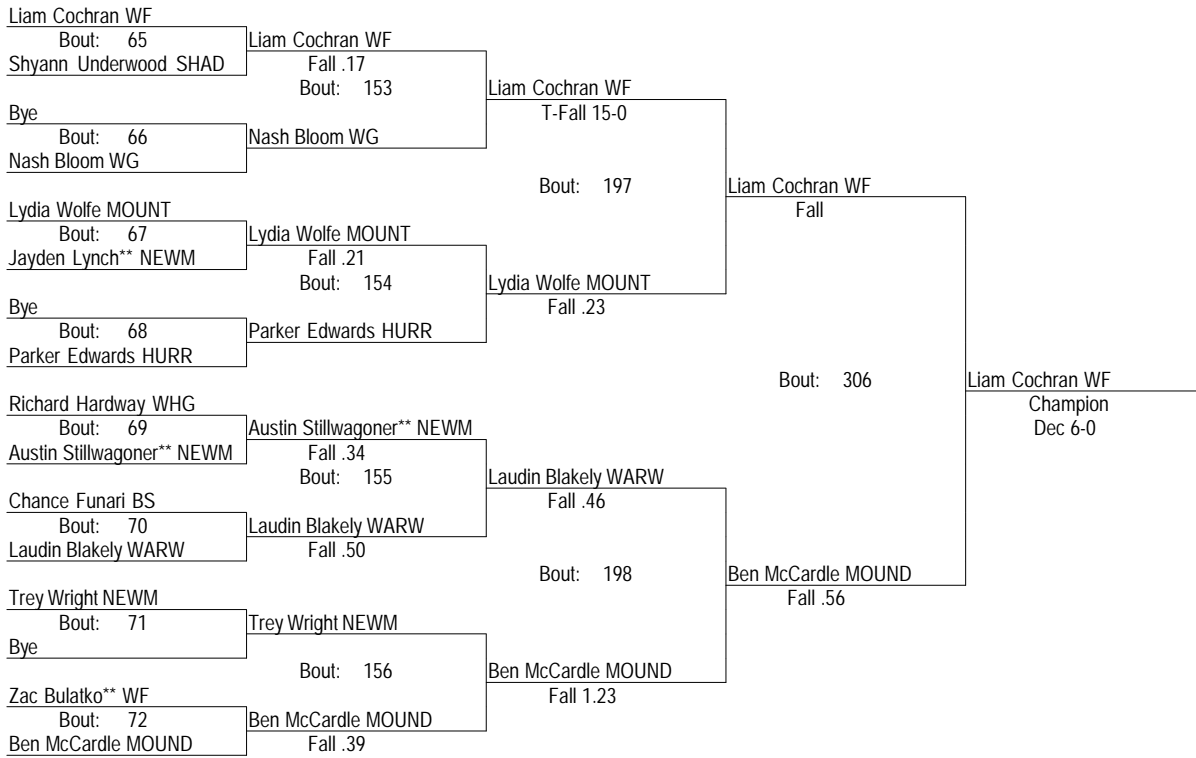 Liam Cochran WF
Bout: 65
Shyann Underwood SHAD
Liam Cochran WF
Fall .17
Bout: 153
Bye
Bout: 66
Nash Bloom WG
Nash Bloom WG
Liam Cochran WF
T-Fall 15-0
Bout: 197
Lydia Wolfe MOUNT
Bout: 67
Jayden Lynch** NEWM
Lydia Wolfe MOUNT
Fall .21
Bout: 154
Bye
Bout: 68
Parker Edwards HURR
Parker Edwards HURR
Lydia Wolfe MOUNT
Fall .23
Liam Cochran WF
Fall
Bout: 306
Liam Cochran WF
Champion
Dec 6-0
Richard Hardway WHG
Bout: 69
Austin Stillwagoner** NEWM
Austin Stillwagoner** NEWM
Fall .34
Bout: 155
Chance Funari BS
Bout: 70
Laudin Blakely WARW
Laudin Blakely WARW
Fall .50
Laudin Blakely WARW
Fall .46
Bout: 198
Ben McCardle MOUND
Fall .56
Trey Wright NEWM
Bout: 71
Bye
Trey Wright NEWM
Bout: 156
Zac Bulatko** WF
Bout: 72
Ben McCardle MOUND
Ben McCardle MOUND
Fall .39
Ben McCardle MOUND
Fall 1.23